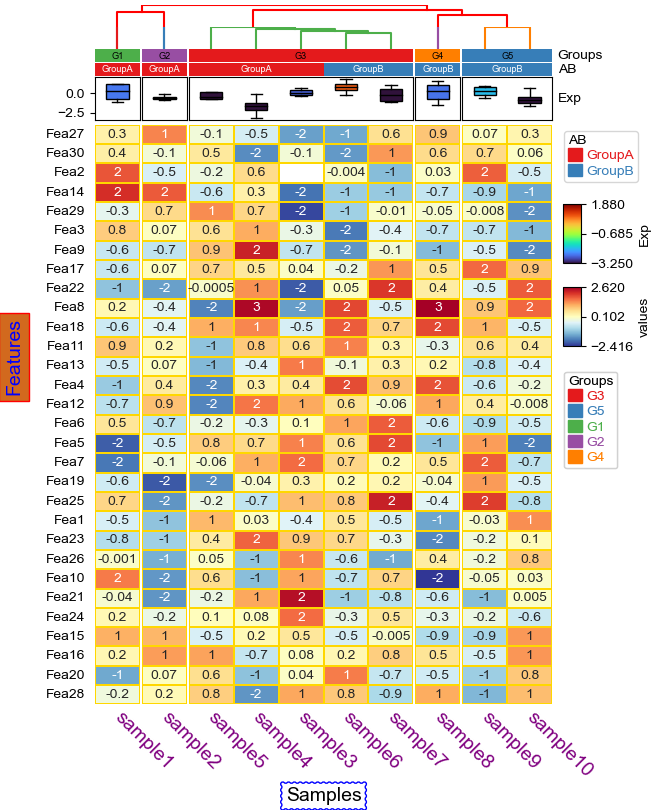 G1 G2 G3 G4 G5 Groups
GroupA GroupA GroupA GroupB GroupB GroupB AB
0.0
−2.5
Exp
Fea27 0.3 1 -0.1 -0.5 -2 -1 0.6 0.9 0.07 0.3
Fea30 0.4 -0.1 0.5 -2 -0.1 -2 1 0.6 0.7 0.06
Fea2 2 -0.5 -0.2 0.6 -0.004 -1 0.03 2 -0.5
Fea14 2 2 -0.6 0.3 -2 -1 -1 -0.7 -0.9 -1
Fea29 -0.3 0.7 1 0.7 -2 -1 -0.01 -0.05 -0.008 -2
Fea3 0.8 0.07 0.6 1 -0.3 -2 -0.4 -0.7 -0.7 -1
Fea9 -0.6 -0.7 0.9 2 -0.7 -2 -0.1 -1 -0.5 -2
Fea17 -0.6 0.07 0.7 0.5 0.04 -0.2 1 0.5 2 0.9
Fea22 -1 -2 -0.0005 1 -2 0.05 2 0.4 -0.5 2
Fea8 0.2 -0.4 -2 3 -2 2 -0.5 3 0.9 2
Fea18 -0.6 -0.4 1 1 -0.5 2 0.7 2 1 -0.5
Fea11 0.9 0.2 -1 0.8 0.6 1 0.3 -0.3 0.6 0.4
Fea13 -0.5 0.07 -1 -0.4 1 -0.1 0.3 0.2 -0.8 -0.4
Fea4 -1 0.4 -2 0.3 0.4 2 0.9 2 -0.6 -0.2
Fea12 -0.7 0.9 -2 2 1 0.6 -0.06 1 0.4 -0.008
Fea6 0.5 -0.7 -0.2 -0.3 0.1 1 2 -0.6 -0.9 -0.5
Fea5 -2 -0.5 0.8 0.7 1 0.6 2 -1 1 -2
Fea7 -2 -0.1 -0.06 1 2 0.7 0.2 0.5 2 -0.7
Fea19 -0.6 -2 -2 -0.04 0.3 0.2 0.2 -0.04 1 -0.5
Fea25 0.7 -2 -0.2 -0.7 1 0.8 2 -0.4 2 -0.8
Fea1 -0.5 -1 1 0.03 -0.4 0.5 -0.5 -1 -0.03 1
Fea23 -0.8 -1 0.4 2 0.9 0.7 -0.3 -2 -0.2 0.1
Fea26 -0.001 -1 0.05 -1 1 -0.6 -1 0.4 -0.2 0.8
Fea10 2 -2 0.6 -1 1 -0.7 0.7 -2 -0.05 0.03
Fea21 -0.04 -2 -0.2 1 2 -1 -0.8 -0.6 -1 0.005
Fea24 0.2 -0.2 0.1 0.08 2 -0.3 0.5 -0.3 -0.2 -0.6
Fea15 1 1 -0.5 0.2 0.5 -0.5 -0.005 -0.9 -0.9 1
Fea16 0.2 1 1 -0.7 0.08 0.2 0.8 0.5 -0.5 1
Fea20 -1 0.07 0.6 -1 0.04 1 -0.7 -0.5 -1 0.8
Fea28 -0.2 0.2 0.8 -2 1 0.8 -0.9 1 -1 1
sample1 sample2 sample5 sample4 sample3 sample6 sample7 sample8 sample9 sample10
Samples
Features
AB
GroupA
GroupB
1.880
−0.685
−3.250
Exp
2.620
0.102
−2.416
values
Groups
G3
G5
G1
G2
G4